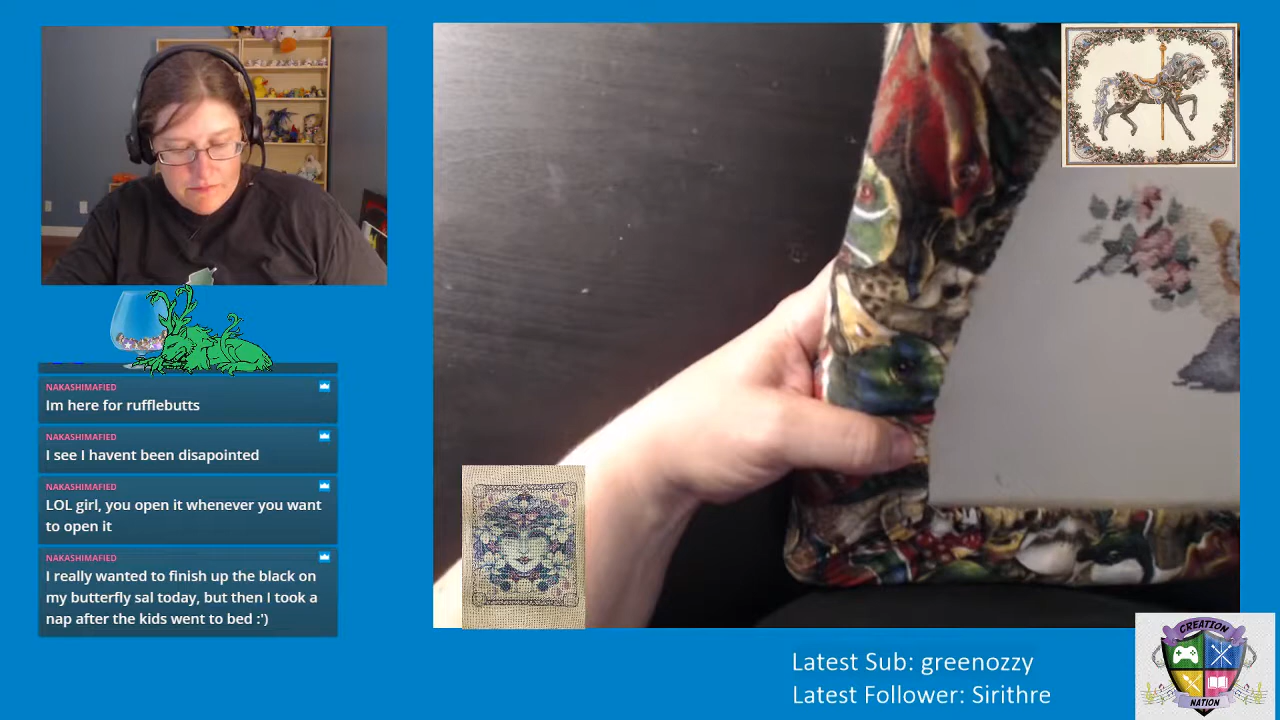 NAKASHIMAFIED
Im here for rufflebutts
NAKASHIMAFIED
I see I havent been disapointed
NAKASHIMAFIED
LOL girl, you open it whenever you want
to open it
NAKASHIMAFIED
I really wanted to finish up the black on
my butterfly sal today, but then I took a
nap after the kids went to bed :')
Latest Sub: greenozzy
Latest Follower: Sirithre
CREATION
NATION